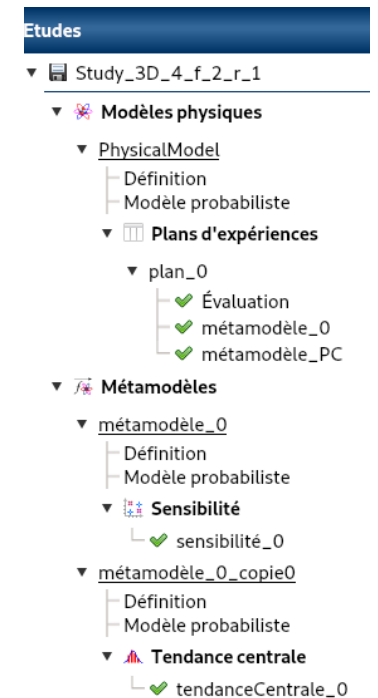 Etudes
Study_3D_4_f_2_r_1
Modèles physiques
PhysicalModel
Définition
Modèle probabiliste
Plans d'expériences
plan_0
Évaluation
métamodèle_0
métamodèle_PC
Métamodèles
métamodèle_0
Définition
Modèle probabiliste
Sensibilité
sensibilité_0
métamodèle_0_copie0
Définition
Modèle probabiliste
Tendance centrale
tendanceCentrale_0